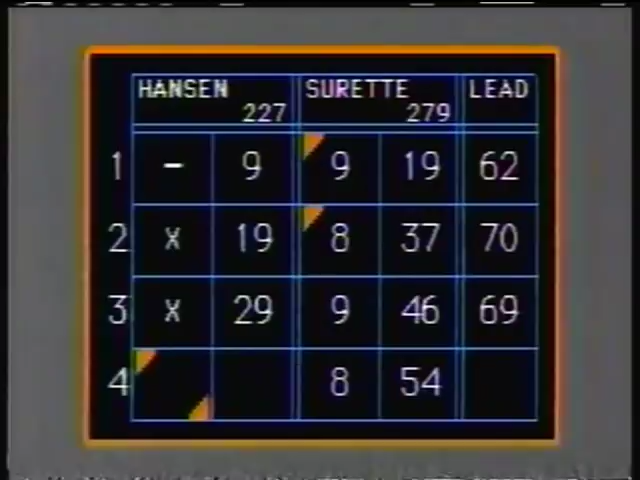 HANSEN SURETTE LEAD
227 279
1 - 9 9 19 62
2 X 19 8 37 70
3 X 29 9 46 69
4 8 54